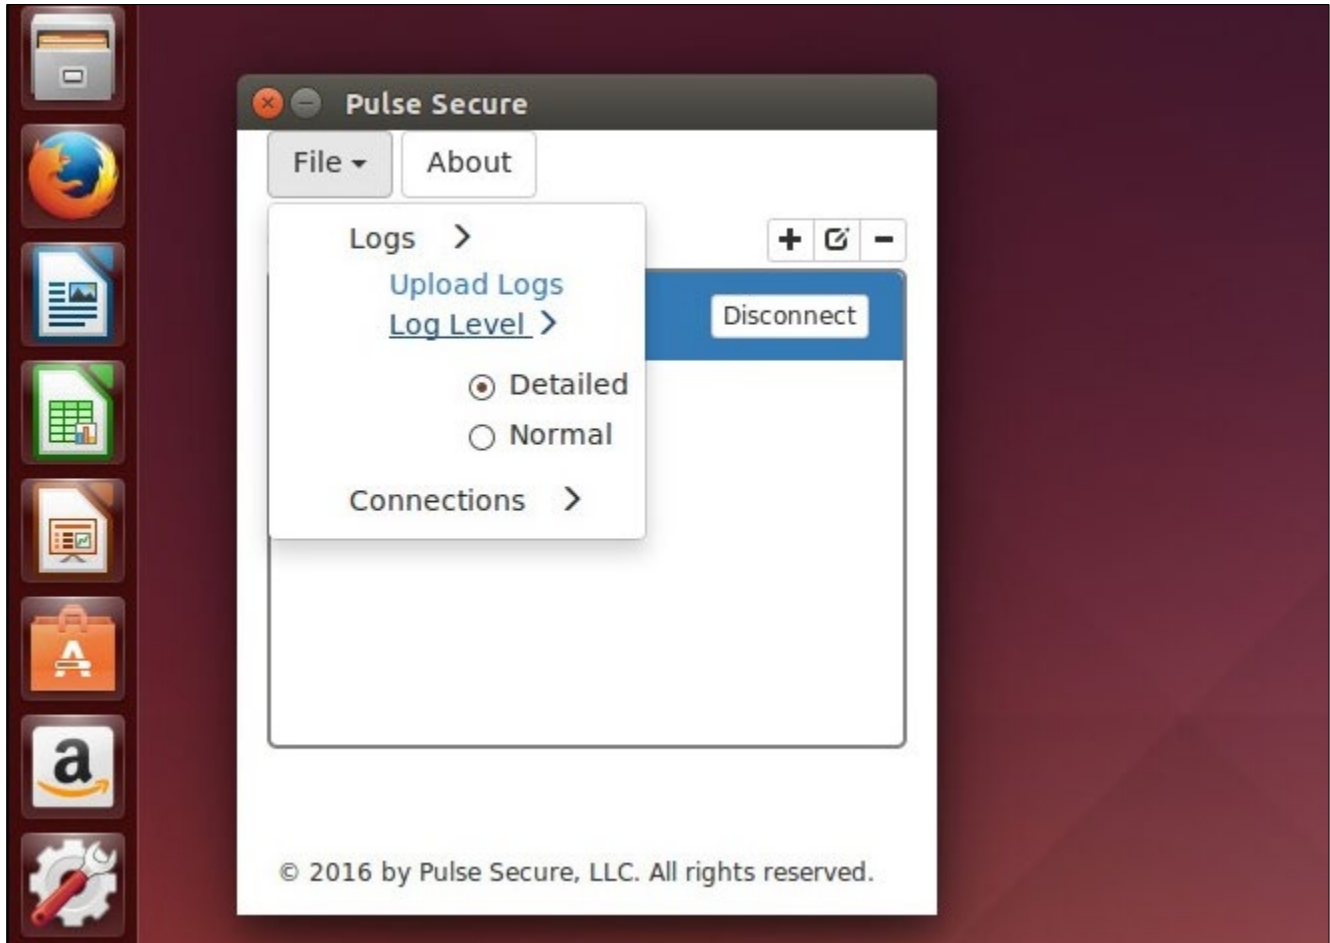 Pulse Secure
File
About
Logs
Upload Logs
Log Level
Disconnect
Detailed
Normal
Connections
© 2016 by Pulse Secure, LLC. All rights reserved.